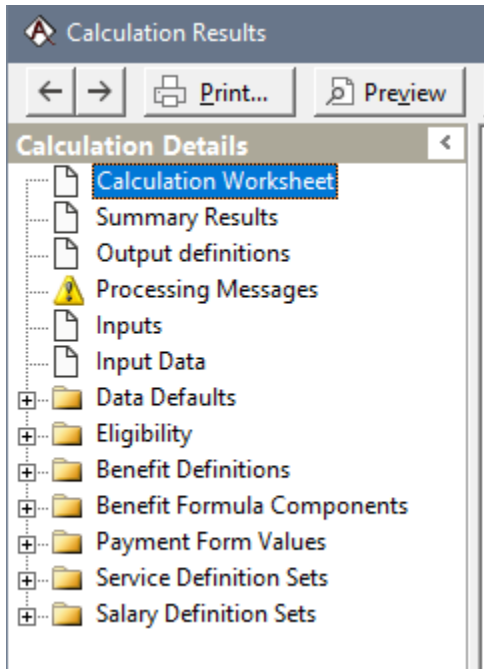 Calculation Results
Print... Preview
Calculation Details
Calculation Worksheet
Summary Results
Output definitions
Processing Messages
Inputs
Input Data
Data Defaults
Eligibility
Benefit Definitions
Benefit Formula Components
Payment Form Values
Service Definition Sets
Salary Definition Sets